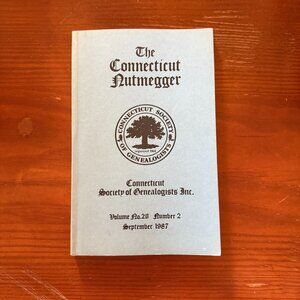 The
Connecticut
Nutmegger
CONNECTICUT SOCIETY
OF GENEALOGISTS
Connecticut
Society of Genealogists Inc.
Volume No. 20 Number 2
September 1987